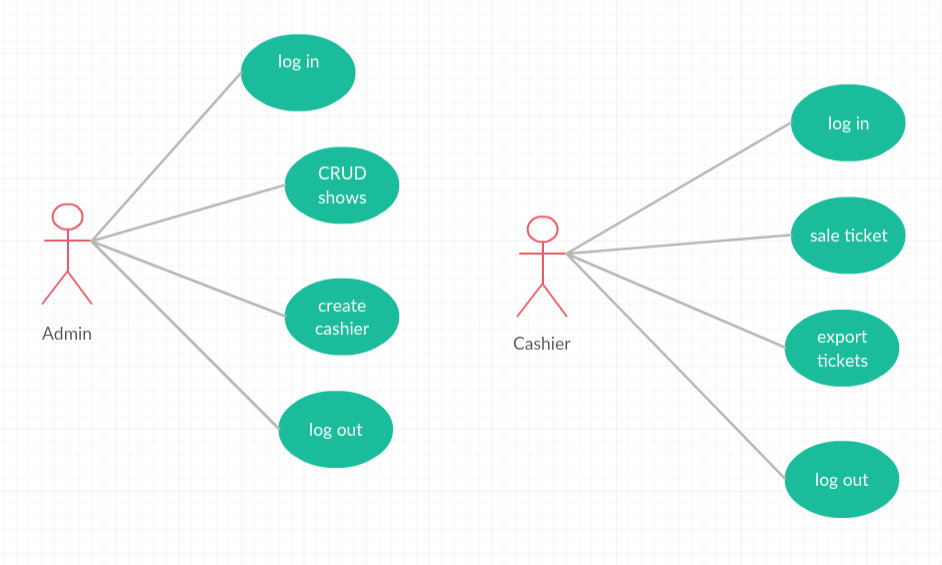 log in
CRUD
shows
create
cashier
log out
Admin
log in
sale ticket
export
tickets
log out
Cashier